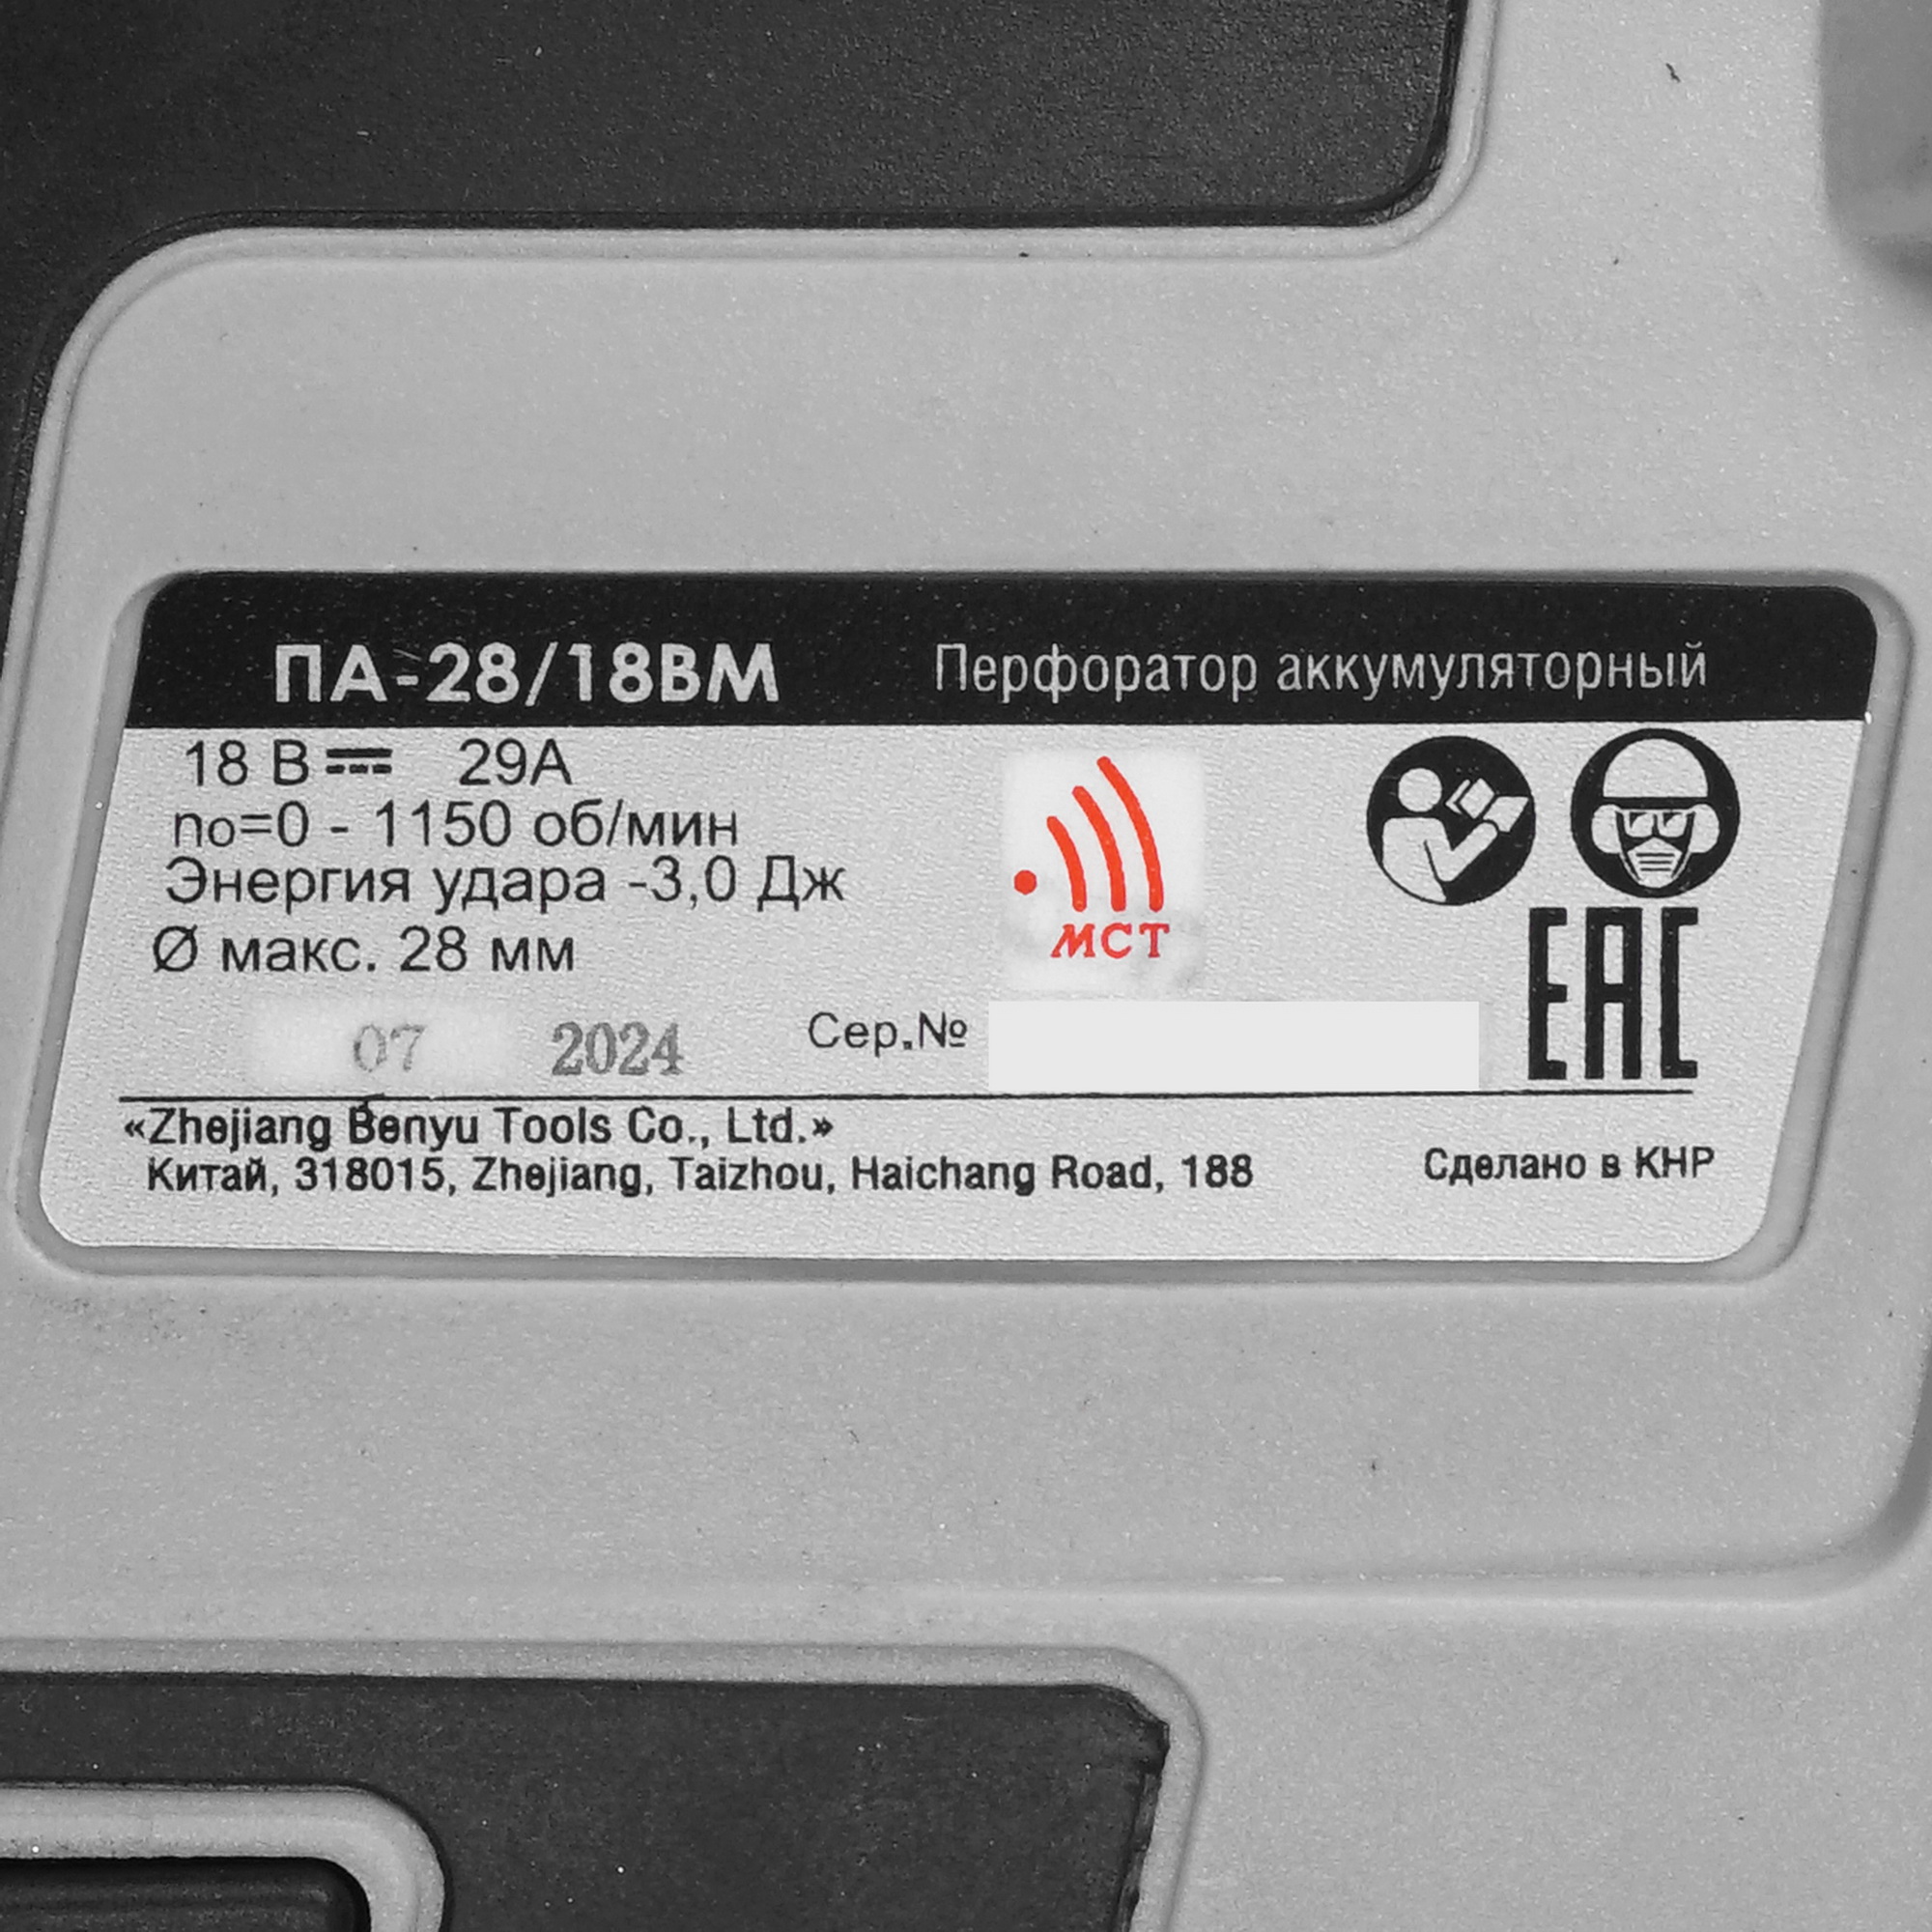 ПА-28/18ВМ Перфоратор аккумуляторный
18 В 29А
no=0 - 1150 об/мин
Энергия удара -3,0 Дж
Ø макс. 28 мм
МСТ
07 2024 Сер.№
ЕАС
«Zhejiang Benyu Tools Co., Ltd.»
Китай, 318015, Zhejiang, Taizhou, Haichang Road, 188
Сделано в КНР